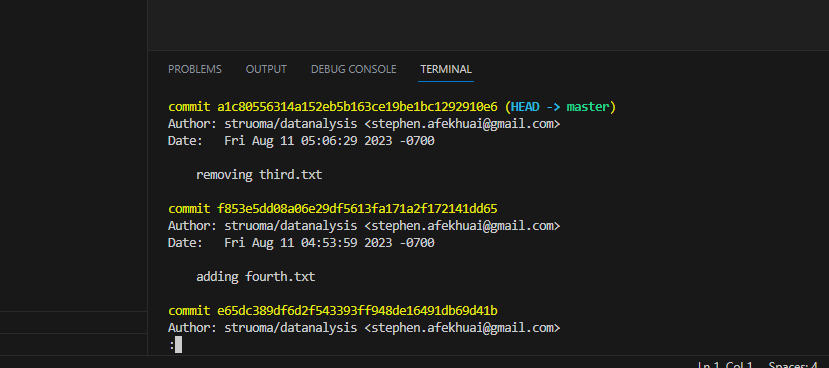 PROBLEMS OUTPUT DEBUG CONSOLE TERMINAL
commit a1c80556314a152eb5b163ce19be1bc1292910e6 (HEAD -> master)
Author: struoma/datanalysis <stephen.afekhuai@gmail.com>
Date:   Fri Aug 11 05:06:29 2023 -0700
    removing third.txt
commit f853e5dd08a06e29df5613fa171a2f172141dd65
Author: struoma/datanalysis <stephen.afekhuai@gmail.com>
Date:   Fri Aug 11 04:53:59 2023 -0700
    adding fourth.txt
commit e65dc389df6d2f543393ff948de16491db69d41b
Author: struoma/datanalysis <stephen.afekhuai@gmail.com>
:
Ln 1, Col 1 Spaces: 4